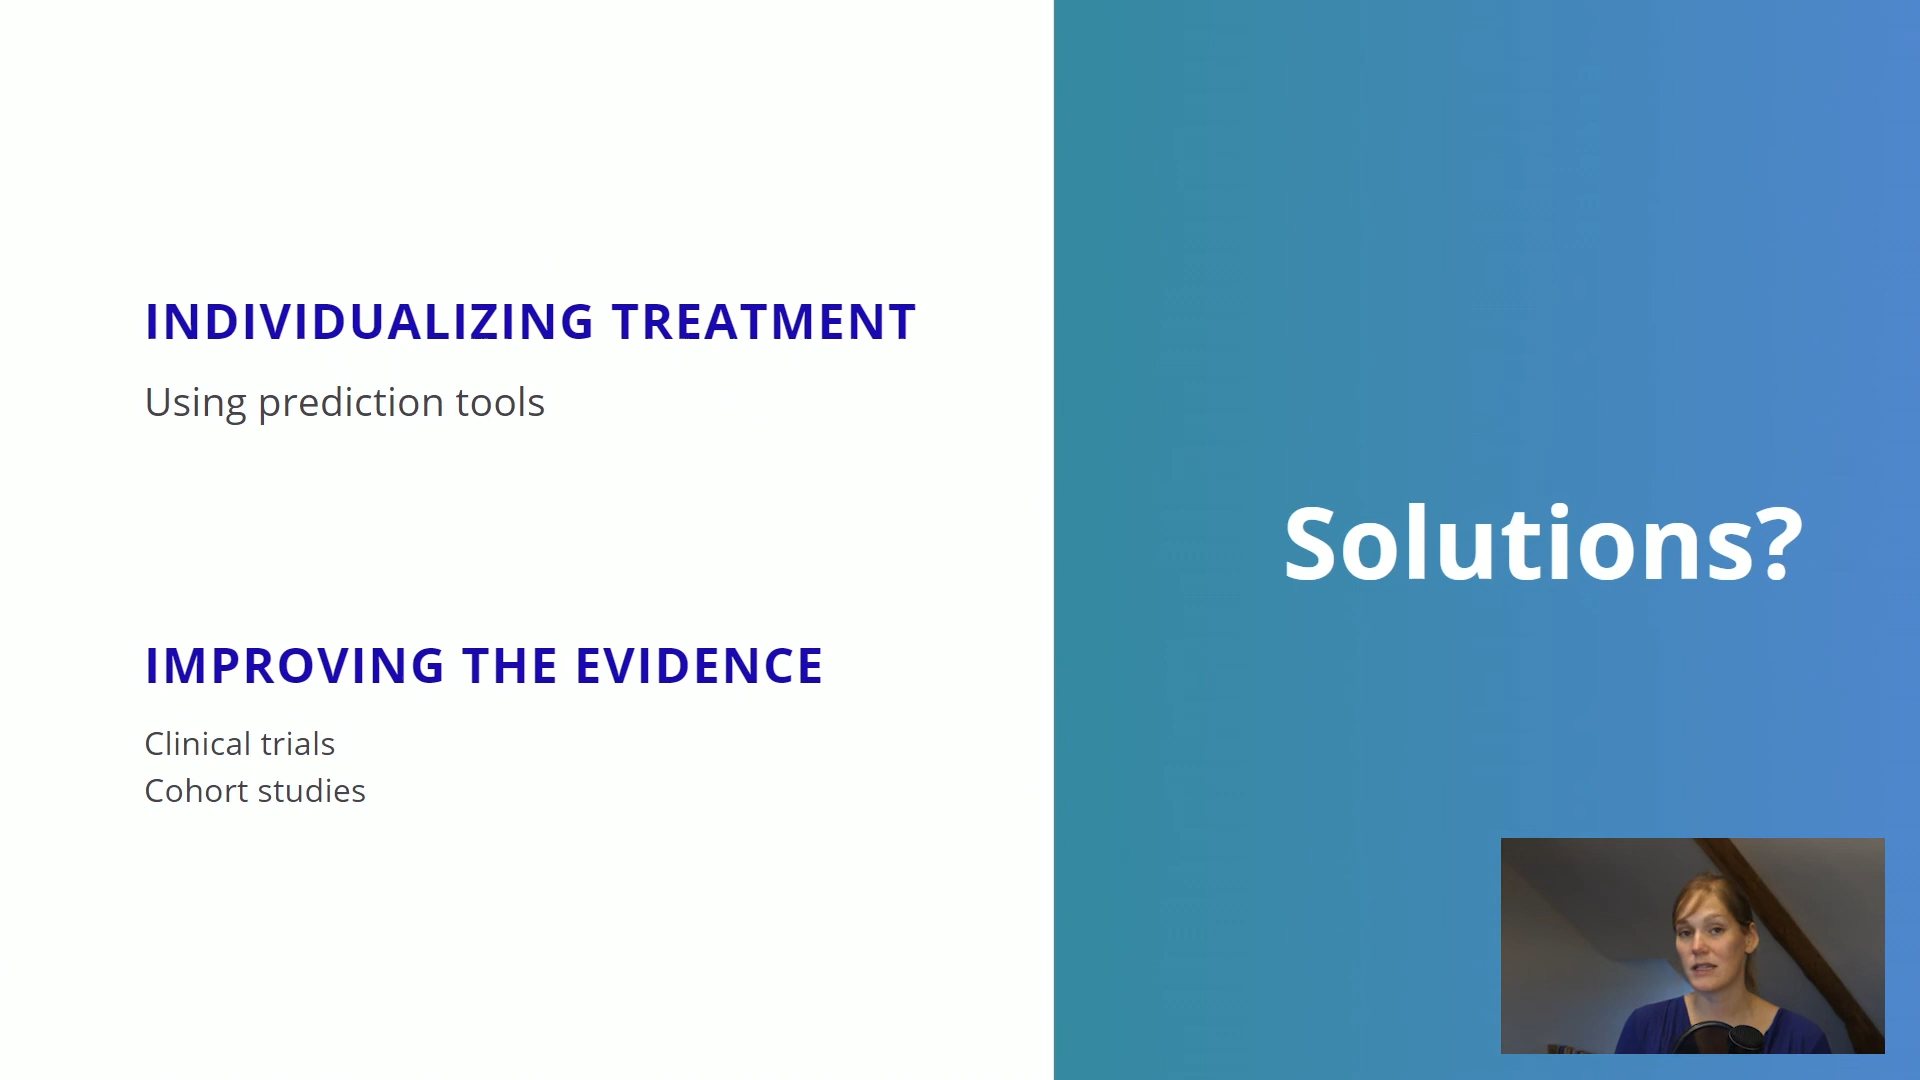 INDIVIDUALIZING TREATMENT
Using prediction tools
IMPROVING THE EVIDENCE
Clinical trials
Cohort studies
Solutions?